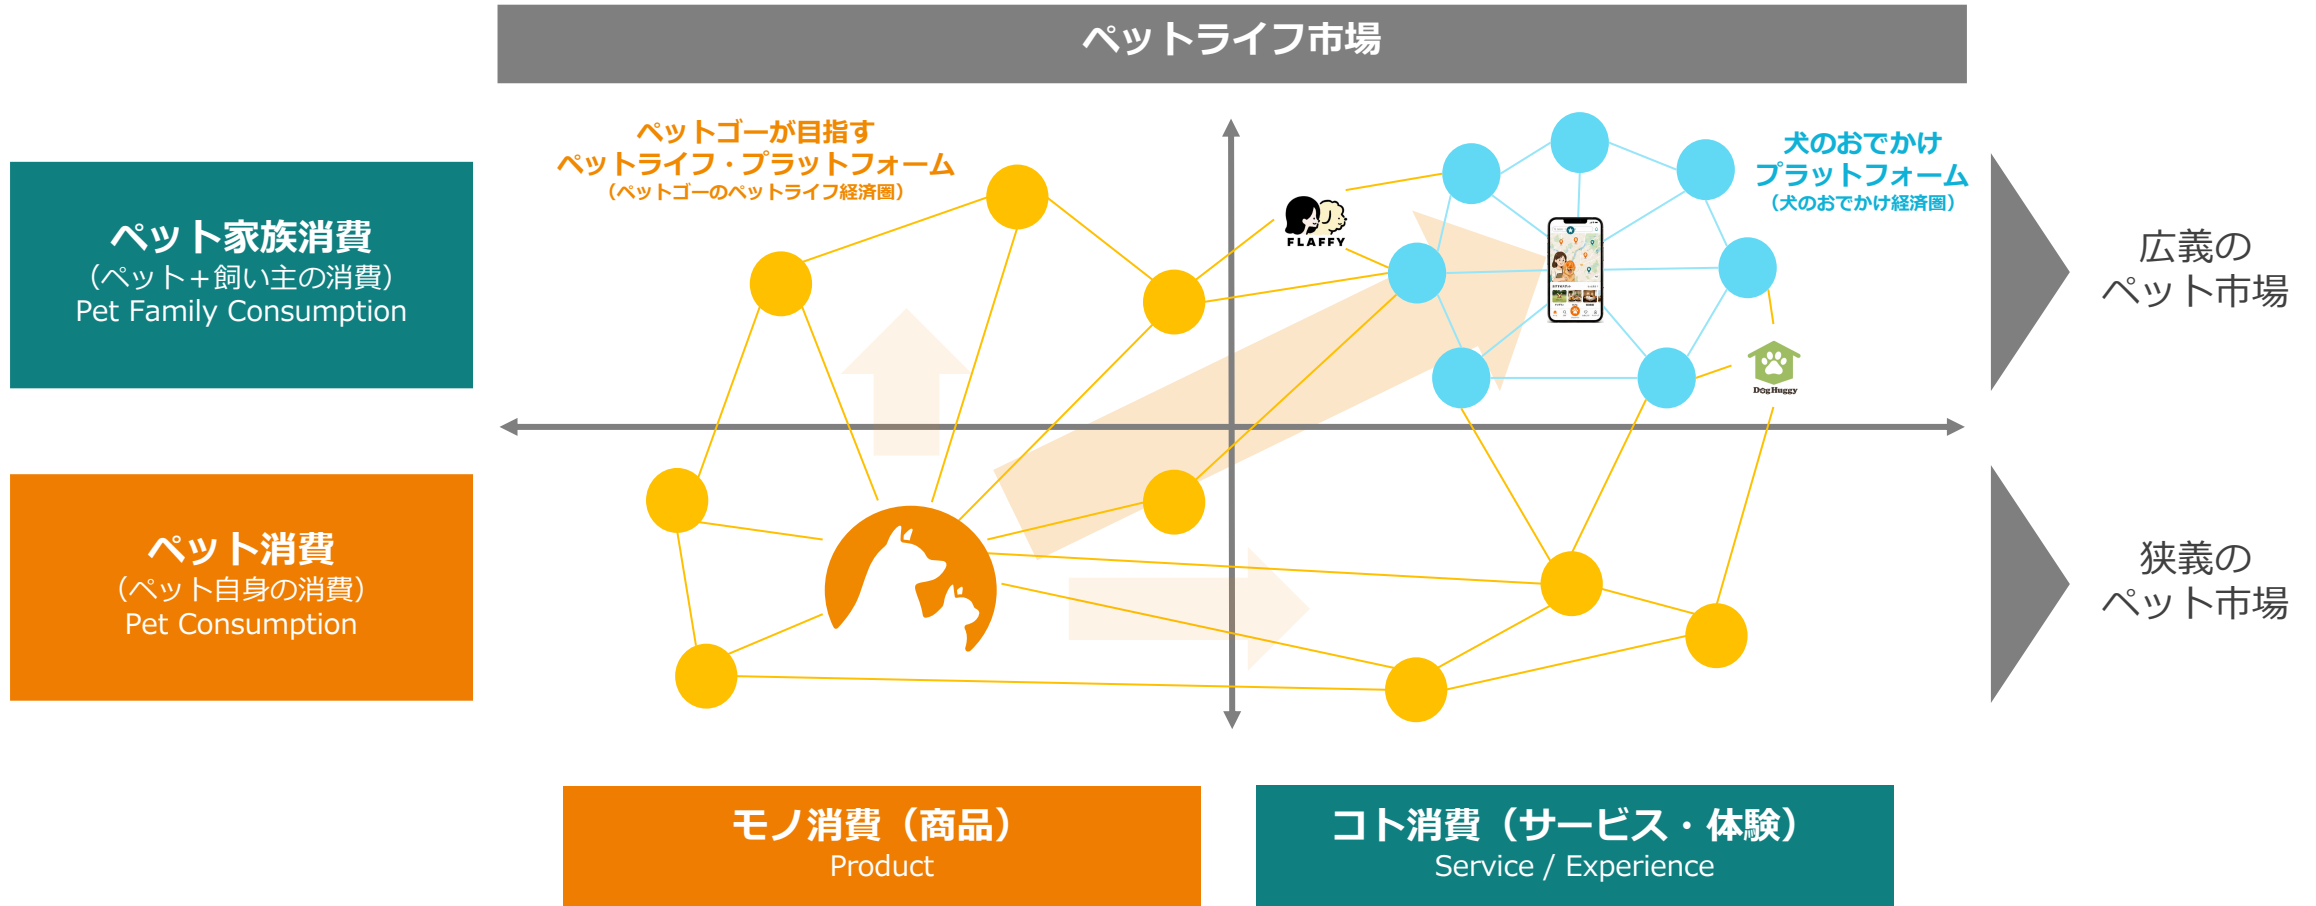 ペットライフ市場
ペットゴーが目指す
ペットライフ・プラットフォーム
（ペットゴーのペットライフ経済圏）
犬のおでかけ
プラットフォーム
（犬のおでかけ経済圏）
ペット家族消費
（ペット＋飼い主の消費）
Pet Family Consumption
FLAFFY
広義の
ペット市場
DogHuggy
ペット消費
（ペット自身の消費）
Pet Consumption
狭義の
ペット市場
モノ消費（商品）
Product
コト消費（サービス・体験）
Service / Experience